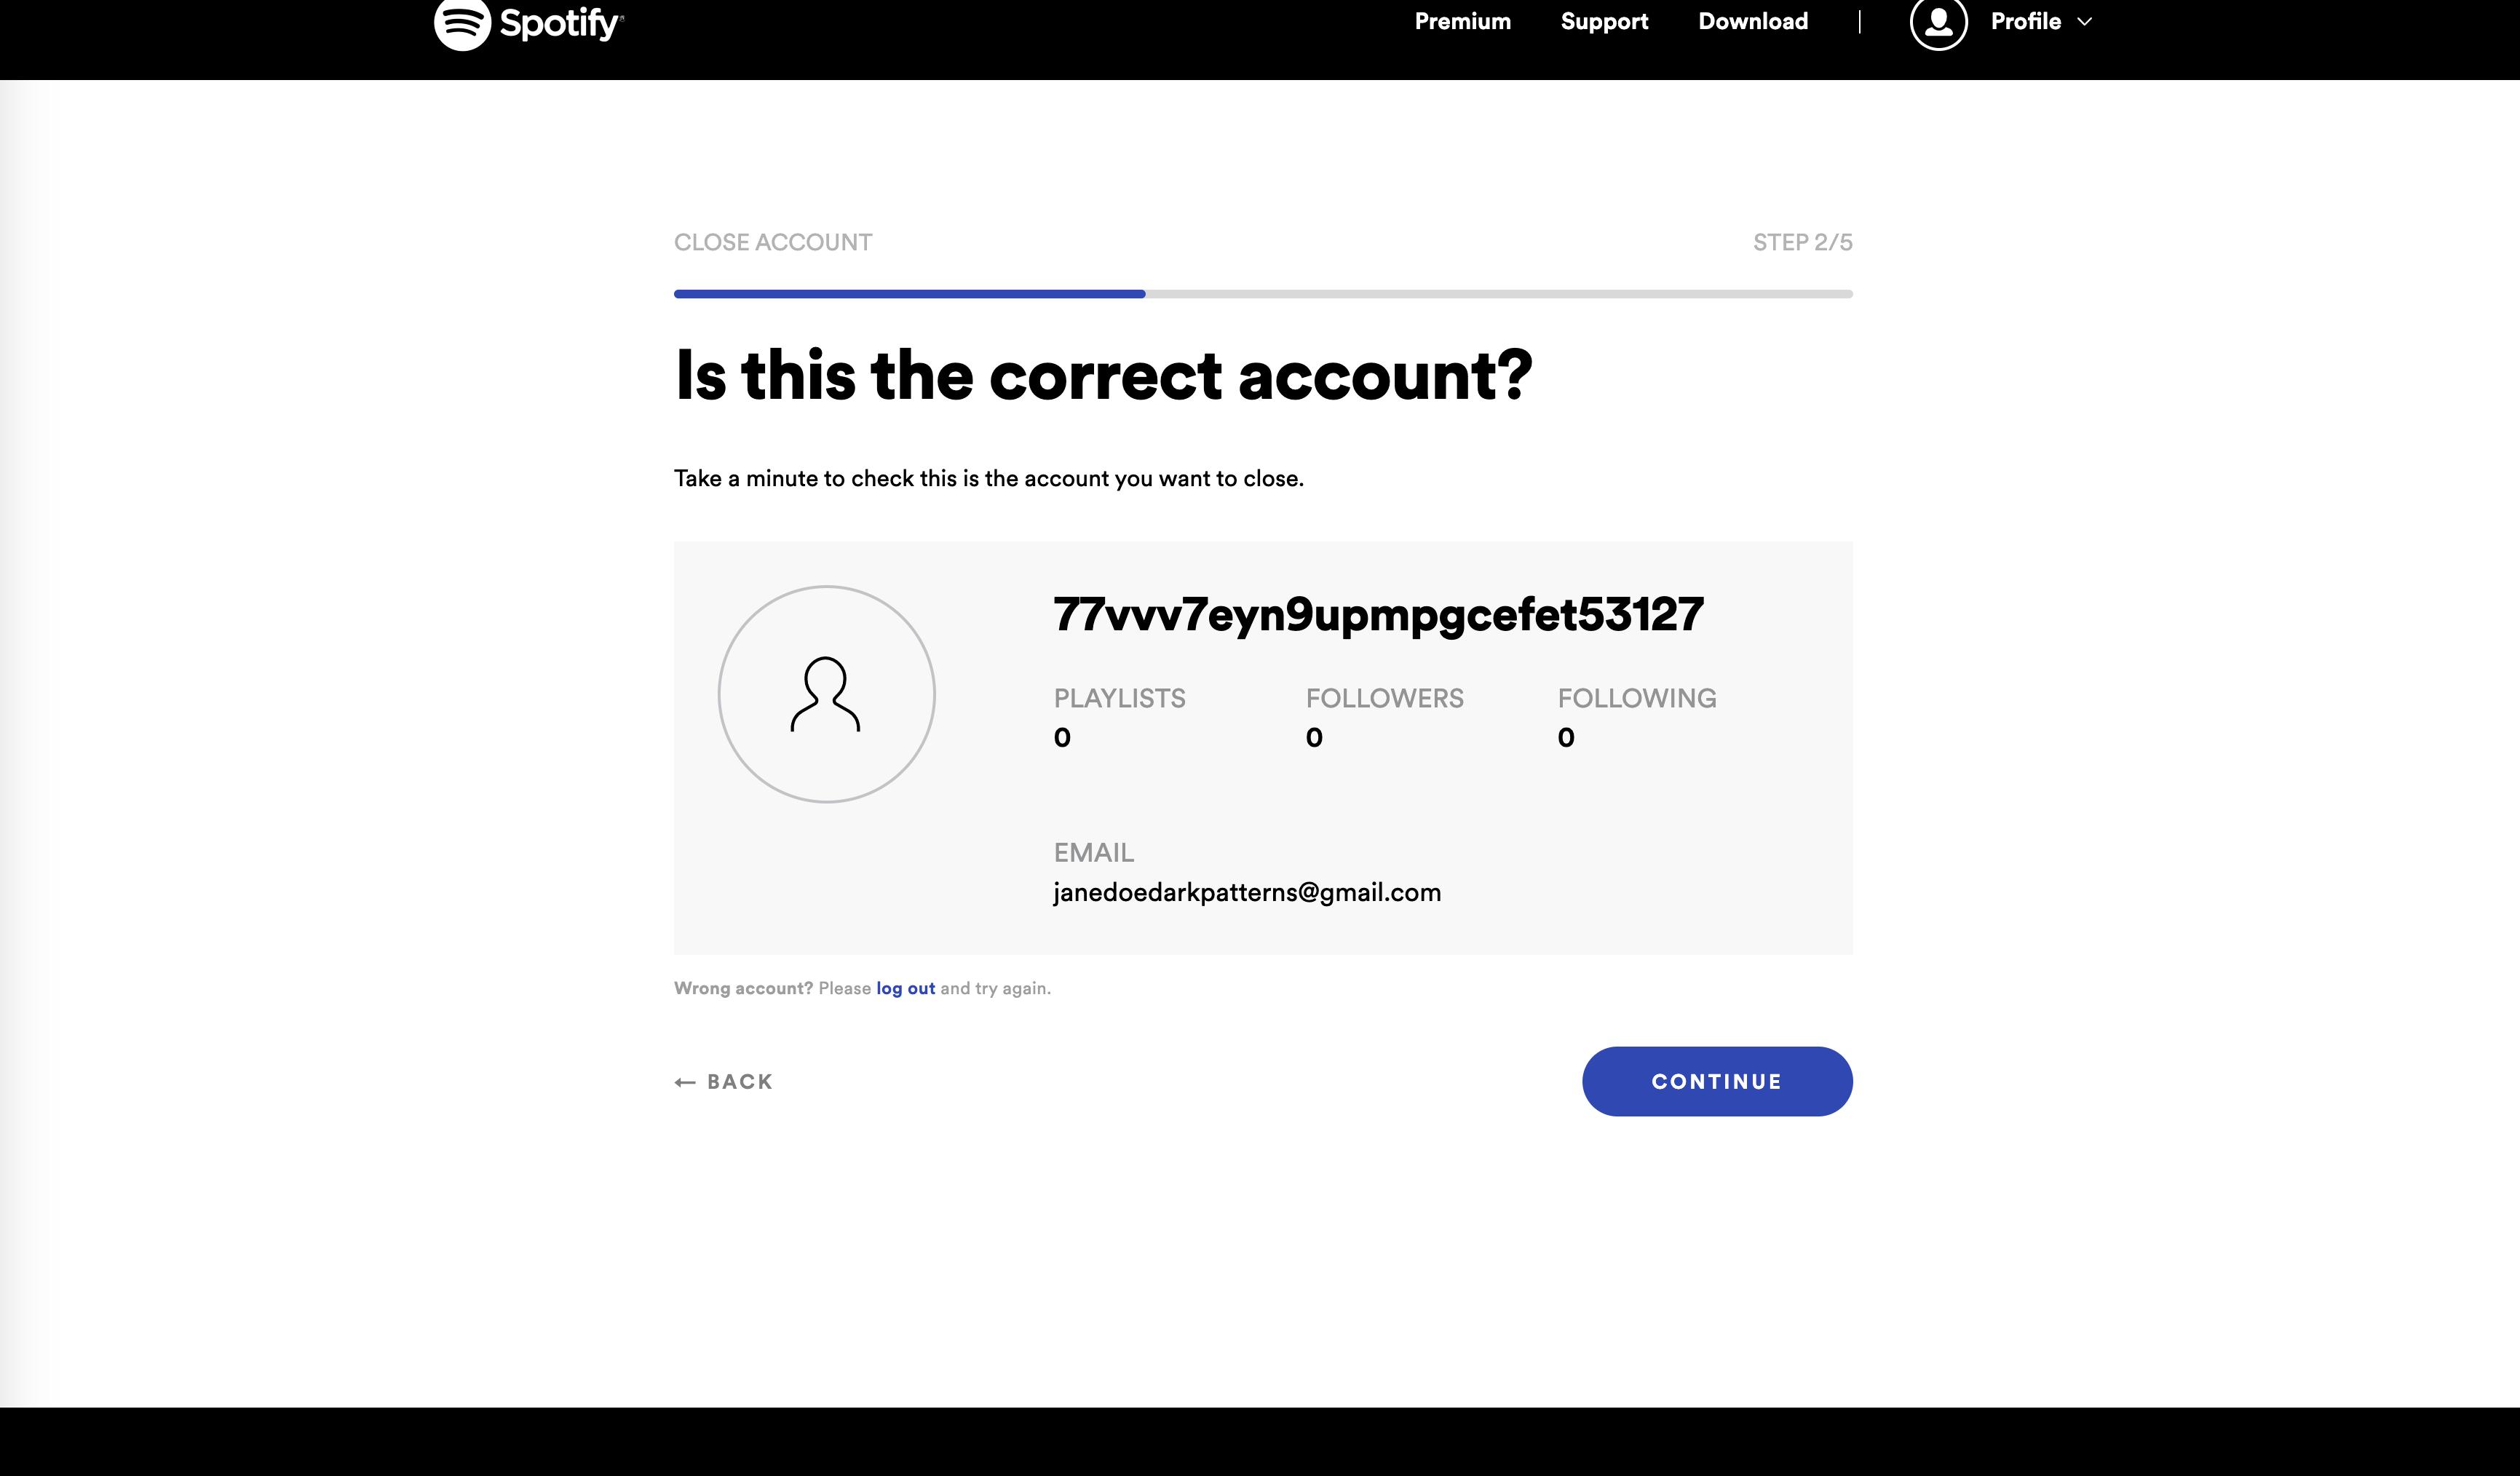 Spotify
Premium Support Download | Profile
CLOSE ACCOUNT STEP 2/5
Is this the correct account?
Take a minute to check this is the account you want to close.
77vvv7eyn9upmpgcefet53127
PLAYLISTS FOLLOWERS FOLLOWING
0 0 0
EMAIL
janedoedarkpatterns@gmail.com
Wrong account? Please log out and try again.
← BACK CONTINUE